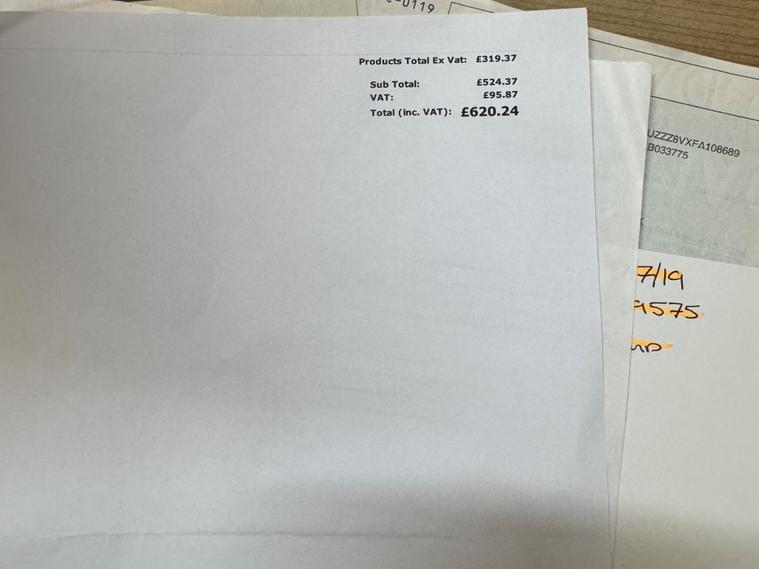 -0119
Products Total Ex Vat: £319.37
Sub Total: £524.37
VAT: £95.87
Total (inc. VAT): £620.24
UZZZ8VXFA108689
B033775
7/19
9575